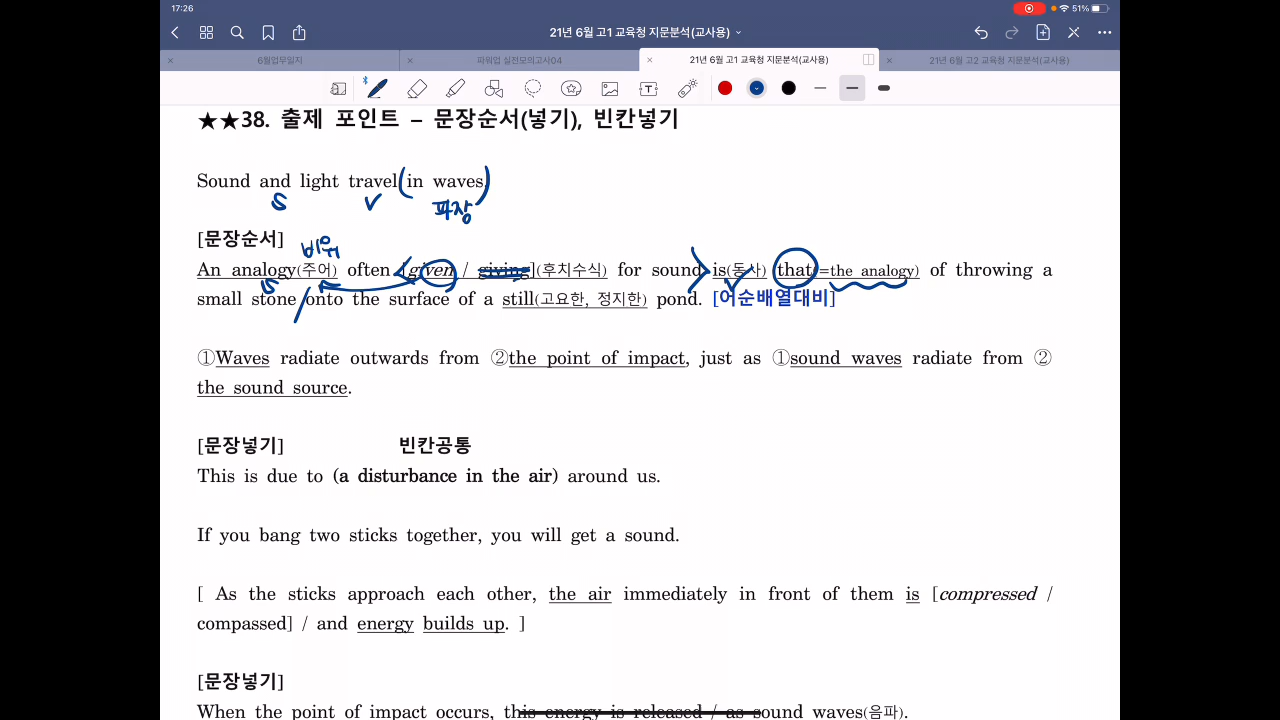 17:26
51%
21년 6월 고1 교육청 지문분석(교사용)
6월업무일지
파워업 실전모의고사04
21년 6월 고1 교육청 지문분석(교사용)
21년 6월 고2 교육청 지문분석(교사용)
★★38. 출제 포인트 – 문장순서(넣기), 빈칸넣기
Sound and light travel (in waves)
S V 파장
[문장순서]
비유
An analogy(주어) often [given / giving](후치수식) for sound is(동사) that(=the analogy) of throwing a
S
small stone / onto the surface of a still(고요한, 정지한) pond. [어순배열대비]
①Waves radiate outwards from ②the point of impact, just as ①sound waves radiate from ②
the sound source.
[문장넣기] 빈칸공통
This is due to (a disturbance in the air) around us.
If you bang two sticks together, you will get a sound.
[ As the sticks approach each other, the air immediately in front of them is [compressed /
compassed] / and energy builds up. ]
[문장넣기]
When the point of impact occurs, this energy is released / as sound waves(음파).